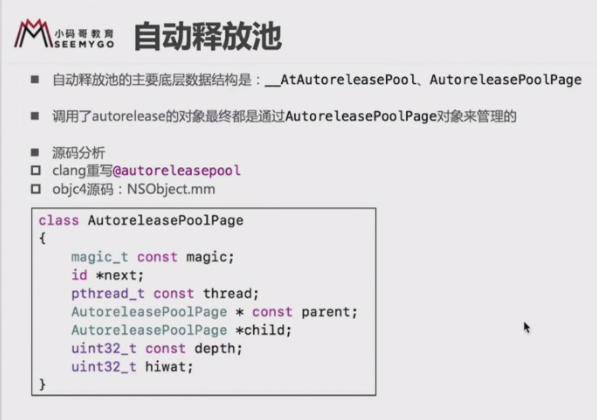 小码哥教育
SEEMYGO
自动释放池
自动释放池的主要底层数据结构是：__AtAutoreleasePool、AutoreleasePoolPage
调用了autorelease的对象最终都是通过AutoreleasePoolPage对象来管理的
源码分析
clang重写@autoreleasepool
objc4源码：NSObject.mm
class AutoreleasePoolPage
{
magic_t const magic;
id *next;
pthread_t const thread;
AutoreleasePoolPage * const parent;
AutoreleasePoolPage *child;
uint32_t const depth;
uint32_t hiwat;
}